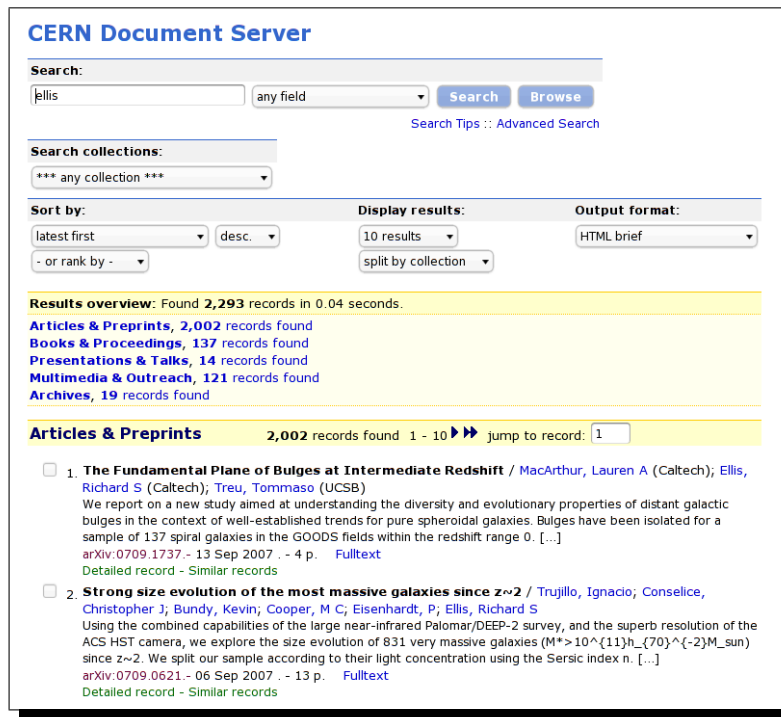 CERN Document Server
Search:
ellis any field Search Browse
Search Tips :: Advanced Search
Search collections:
*** any collection ***
Sort by: Display results: Output format:
latest first desc. 10 results HTML brief
- or rank by - split by collection
Results overview: Found 2,293 records in 0.04 seconds.
Articles & Preprints, 2,002 records found
Books & Proceedings, 137 records found
Presentations & Talks, 14 records found
Multimedia & Outreach, 121 records found
Archives, 19 records found
Articles & Preprints 2,002 records found 1 - 10 jump to record: 1
1. The Fundamental Plane of Bulges at Intermediate Redshift / MacArthur, Lauren A (Caltech); Ellis,
Richard S (Caltech); Treu, Tommaso (UCSB)
We report on a new study aimed at understanding the diversity and evolutionary properties of distant galactic
bulges in the context of well-established trends for pure spheroidal galaxies. Bulges have been isolated for a
sample of 137 spiral galaxies in the GOODS fields within the redshift range 0. [...]
arXiv:0709.1737.- 13 Sep 2007 . - 4 p. Fulltext
Detailed record - Similar records
2. Strong size evolution of the most massive galaxies since z~2 / Trujillo, Ignacio; Conselice,
Christopher J; Bundy, Kevin; Cooper, M C; Eisenhardt, P; Ellis, Richard S
Using the combined capabilities of the large near-infrared Palomar/DEEP-2 survey, and the superb resolution of the
ACS HST camera, we explore the size evolution of 831 very massive galaxies (M*>10^{11}h_{70}^{-2}M_sun)
since z~2. We split our sample according to their light concentration using the Sersic index n. [...]
arXiv:0709.0621.- 06 Sep 2007 . - 13 p. Fulltext
Detailed record - Similar records